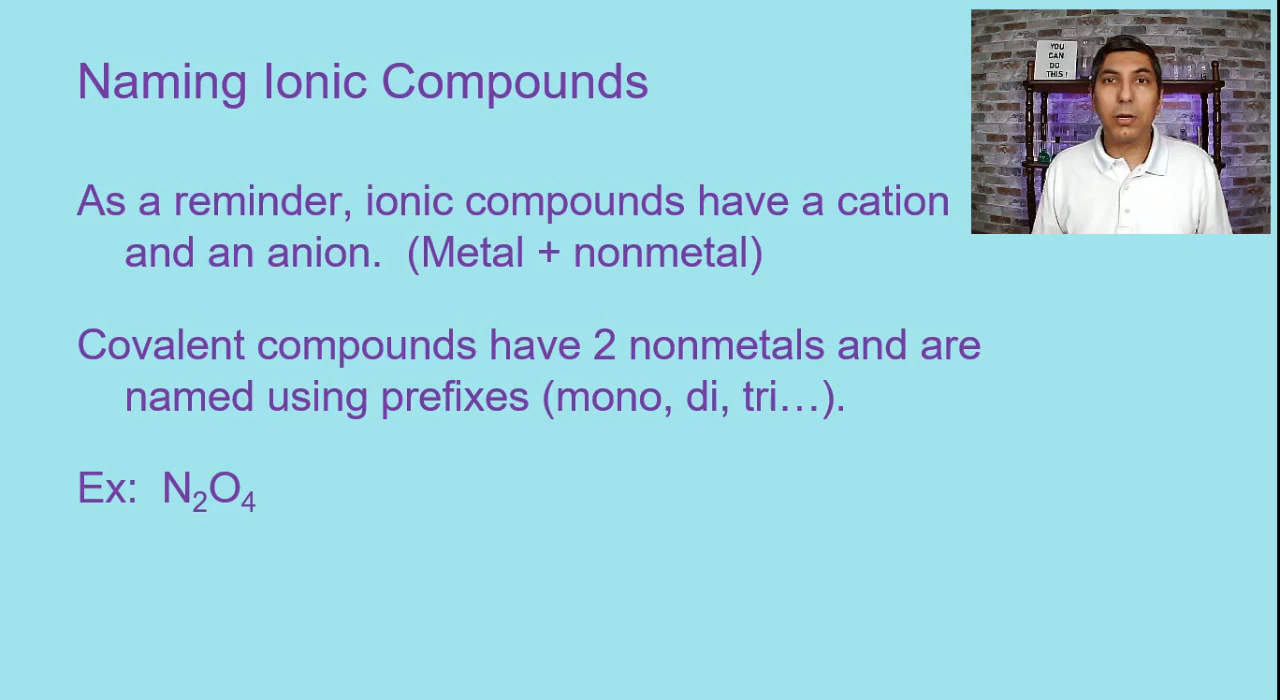 Naming Ionic Compounds
YOU
CAN
DO
THIS!
As a reminder, ionic compounds have a cation
and an anion. (Metal + nonmetal)
Covalent compounds have 2 nonmetals and are
named using prefixes (mono, di, tri…).
Ex: N₂O₄